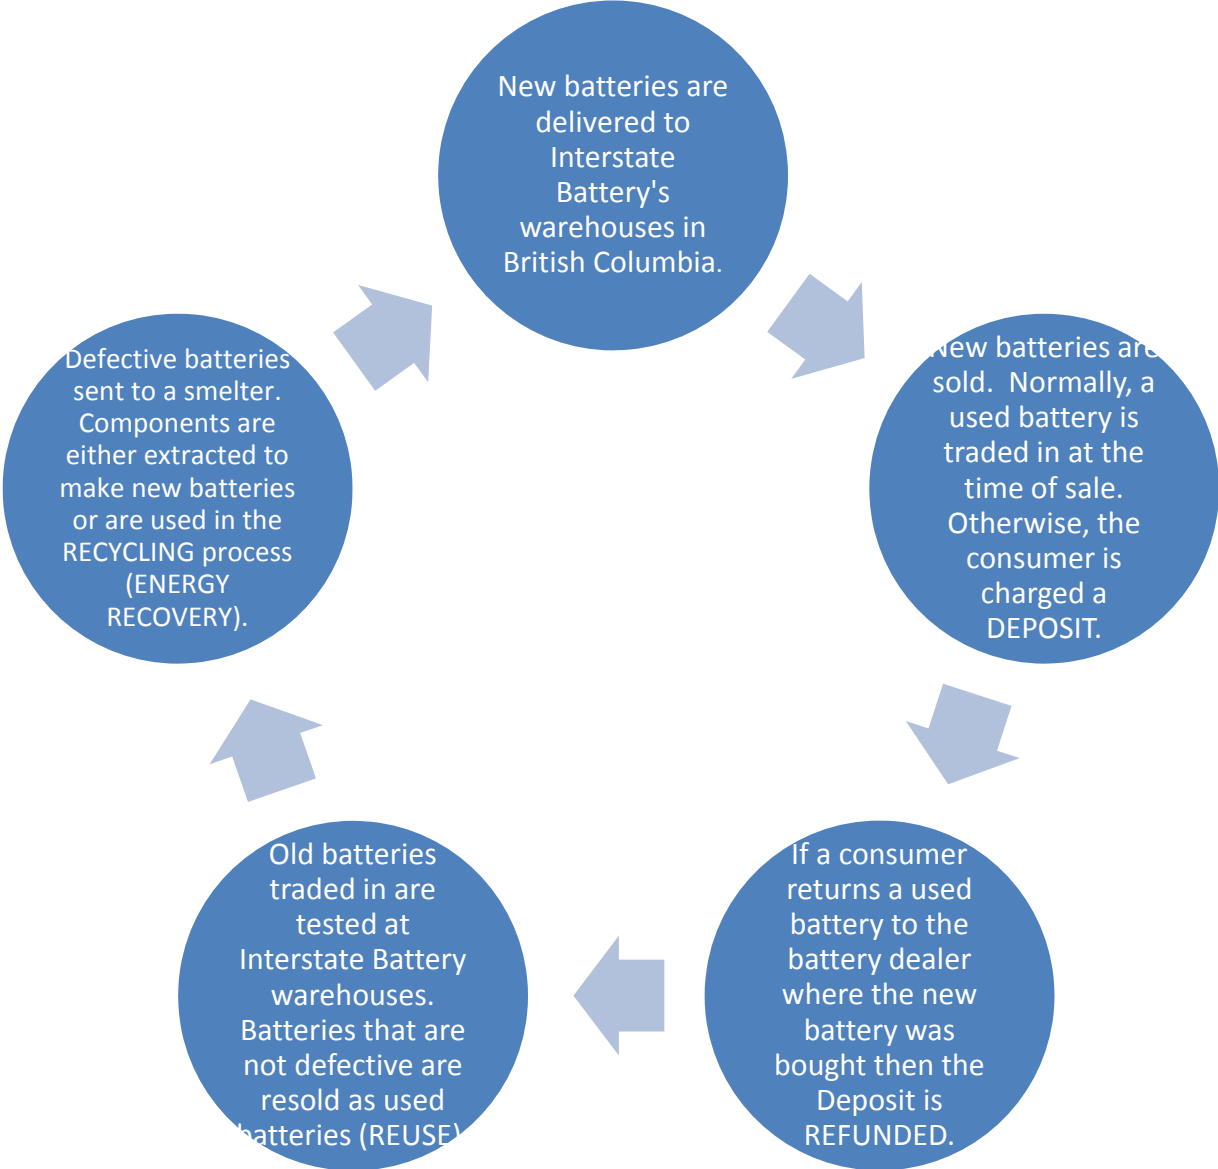 New batteries are
delivered to
Interstate
Battery's
warehouses in
British Columbia.
New batteries are
sold.  Normally, a
used battery is
traded in at the
time of sale.
Otherwise, the
consumer is
charged a
DEPOSIT.
If a consumer
returns a used
battery to the
battery dealer
where the new
battery was
bought then the
Deposit is
REFUNDED.
Old batteries
traded in are
tested at
Interstate Battery
warehouses.
Batteries that are
not defective are
resold as used
batteries (REUSE)
Defective batteries
sent to a smelter.
Components are
either extracted to
make new batteries
or are used in the
RECYCLING process
(ENERGY
RECOVERY).